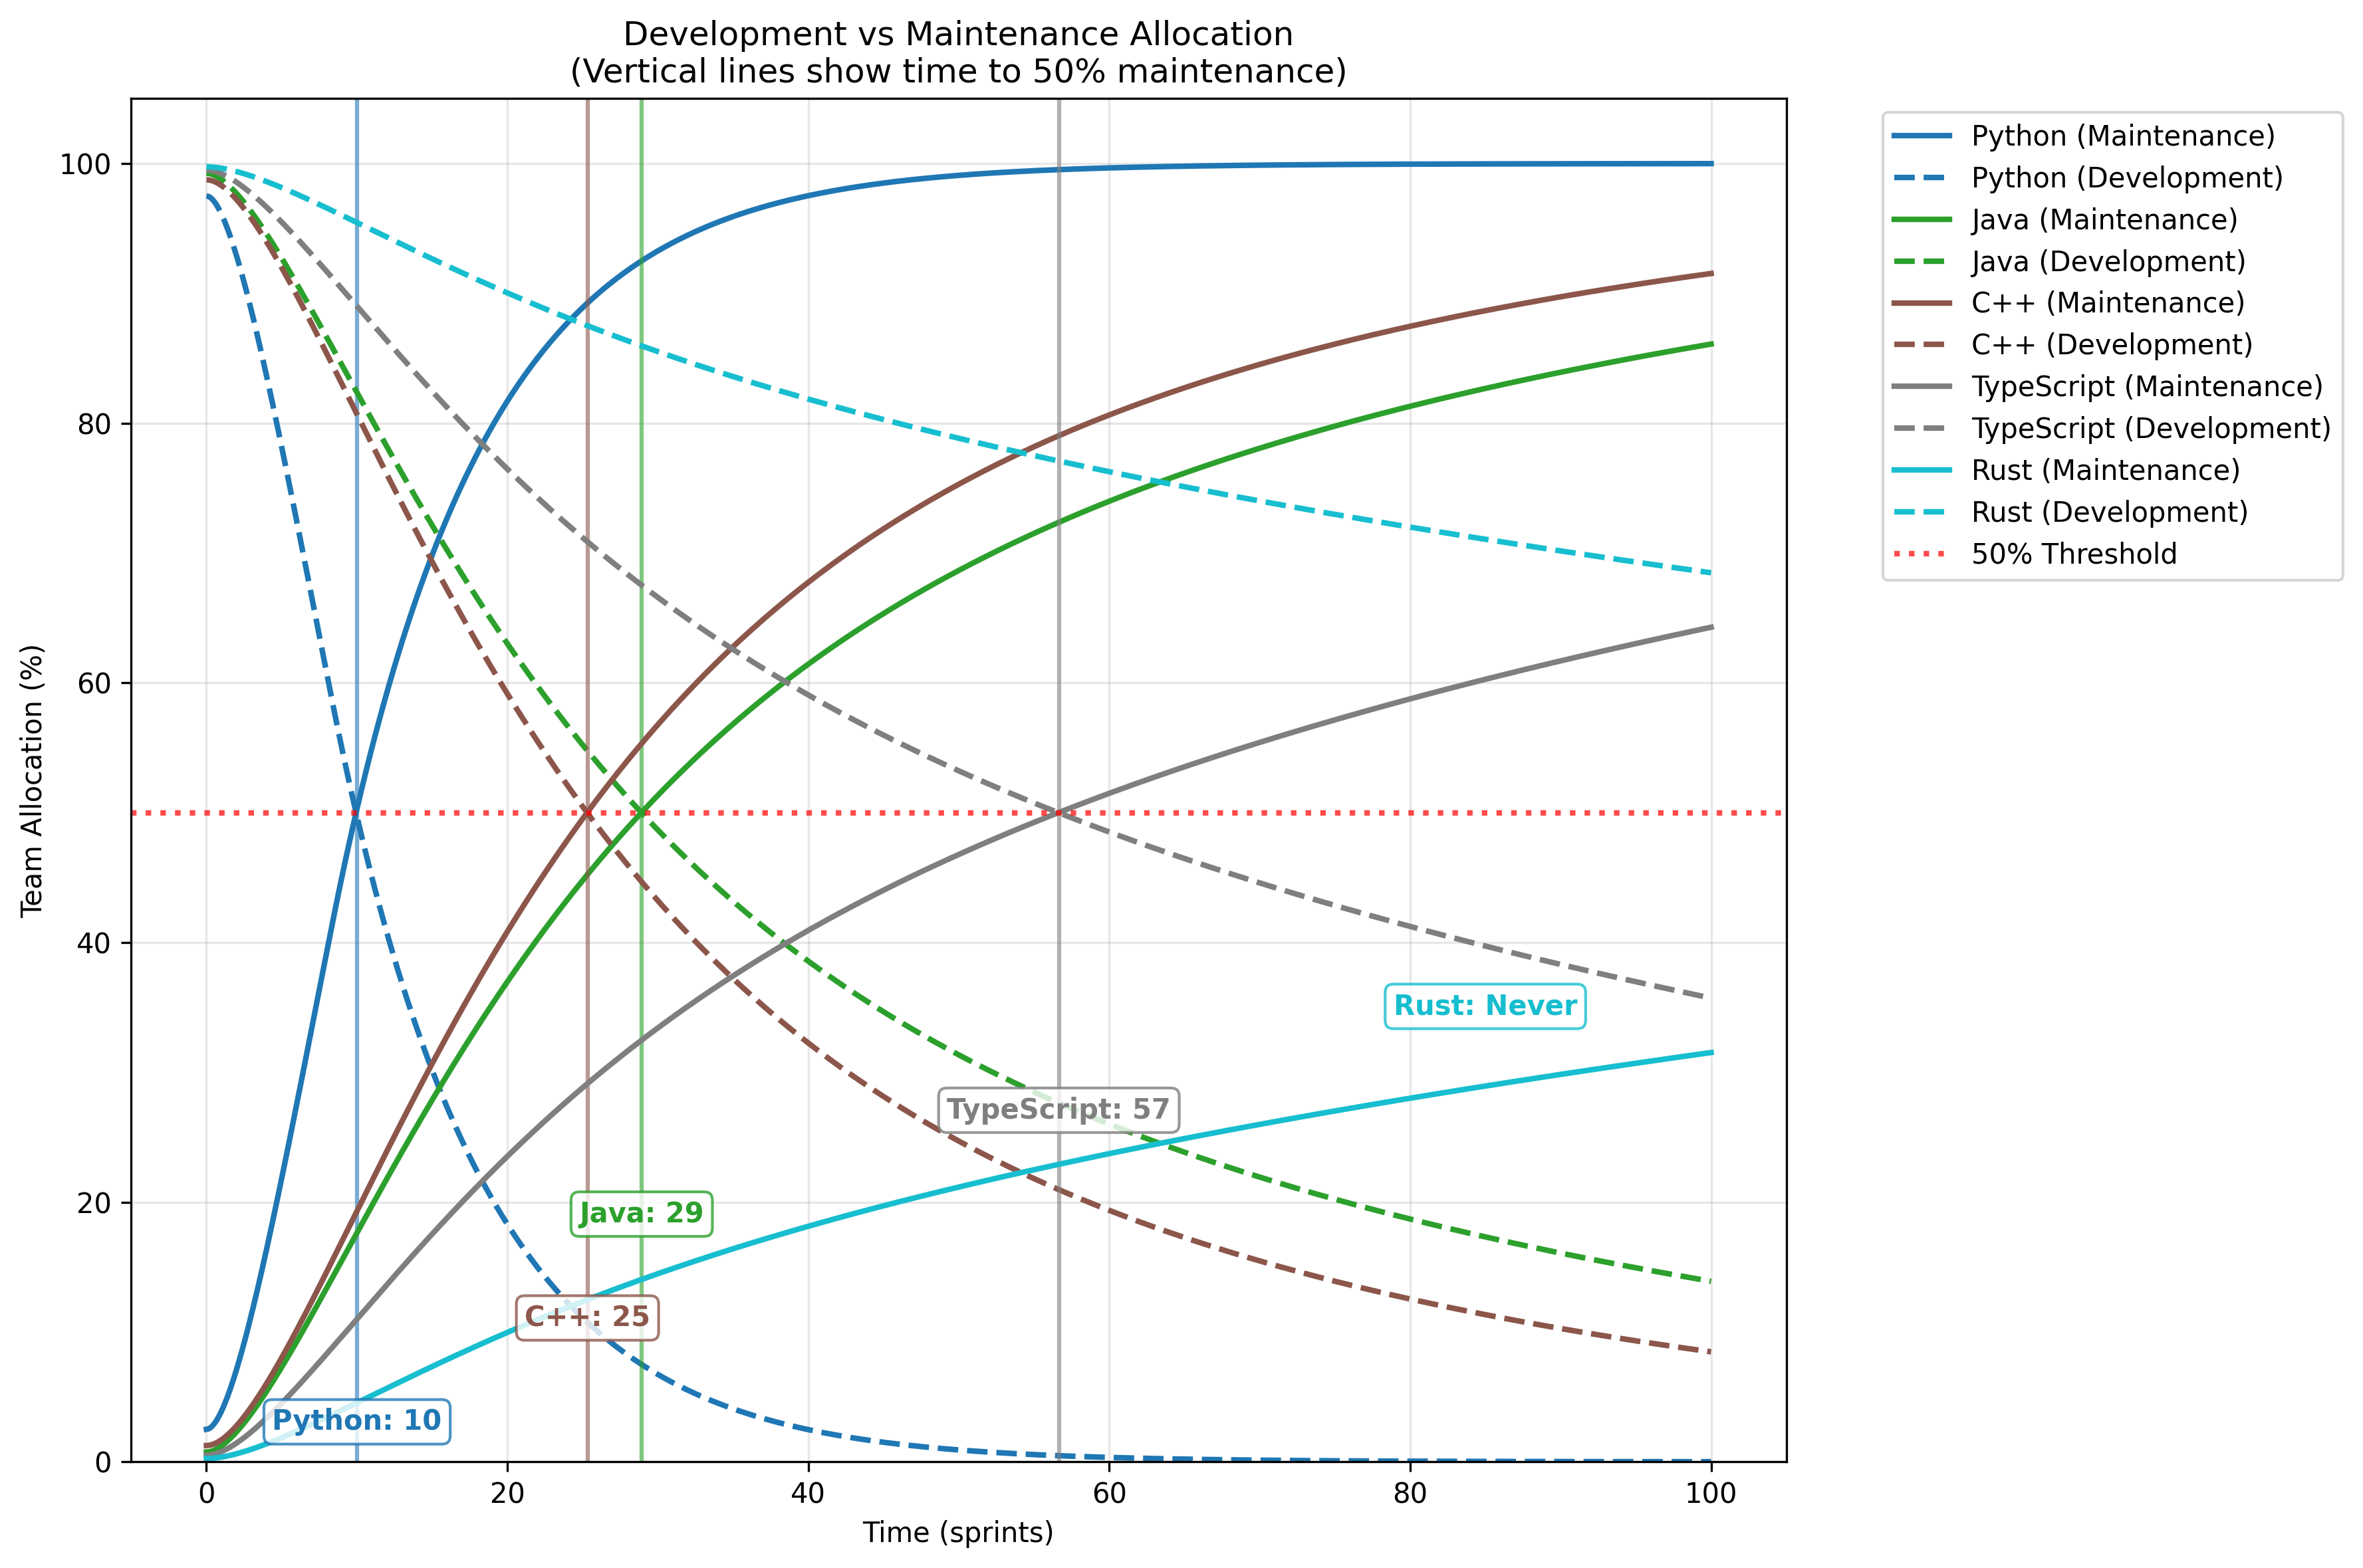 Development vs Maintenance Allocation
(Vertical lines show time to 50% maintenance)
Team Allocation (%)
100
80
60
40
20
0
0
20
40
60
80
100
Time (sprints)
Python: 10
C++: 25
Java: 29
TypeScript: 57
Rust: Never
Python (Maintenance)
Python (Development)
Java (Maintenance)
Java (Development)
C++ (Maintenance)
C++ (Development)
TypeScript (Maintenance)
TypeScript (Development)
Rust (Maintenance)
Rust (Development)
50% Threshold